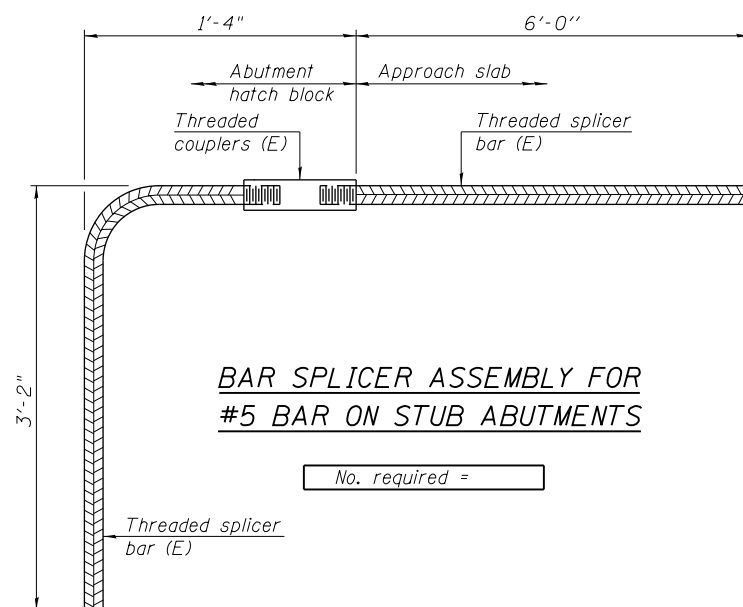 1'-4"
6'-0"
Abutment
hatch block
Approach slab
Threaded
couplers (E)
Threaded splicer
bar (E)
3'-2"
BAR SPLICER ASSEMBLY FOR
#5 BAR ON STUB ABUTMENTS
No. required =
Threaded splicer
bar (E)